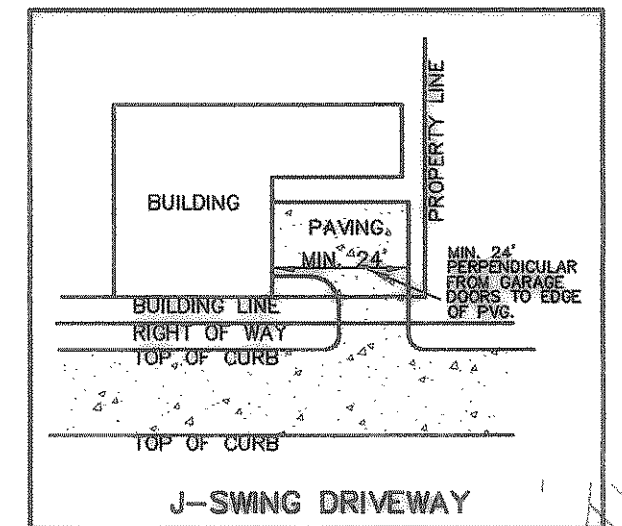 PROPERTY LINE
BUILDING
PAVING
MIN. 24'
MIN. 24'
PERPENDICULAR
FROM GARAGE
DOORS TO EDGE
OF PVG.
BUILDING LINE
RIGHT OF WAY
TOP OF CURB
TOP OF CURB
J-SWING DRIVEWAY